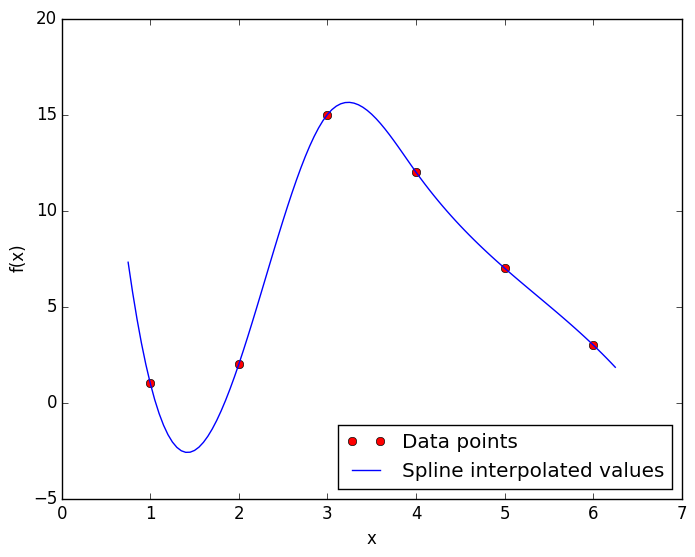 20
15
10
5
0
−5
f(x)
0 1 2 3 4 5 6 7
x
Data points
Spline interpolated values